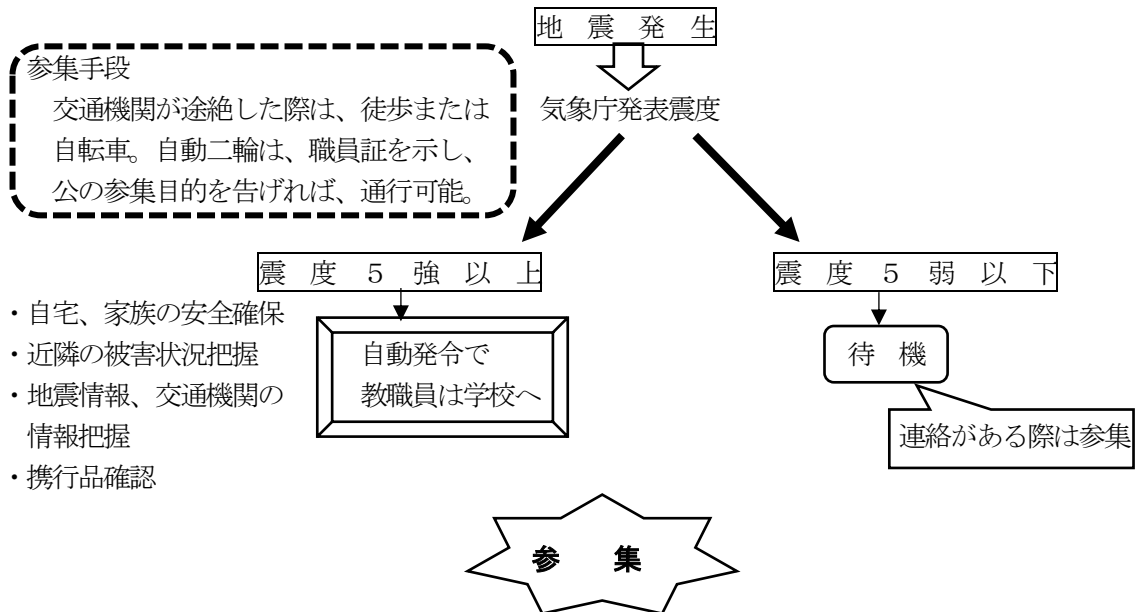 地　震　発　生
参集手段
交通機関が途絶した際は、徒歩または
自転車。自動二輪は、職員証を示し、
公の参集目的を告げれば、通行可能。
気象庁発表震度
震　度　５　強　以　上
震　度　５　弱　以　下
・自宅、家族の安全確保
・近隣の被害状況把握
・地震情報、交通機関の
情報把握
・携行品確認
自動発令で
教職員は学校へ
待　機
連絡がある際は参集
参　集